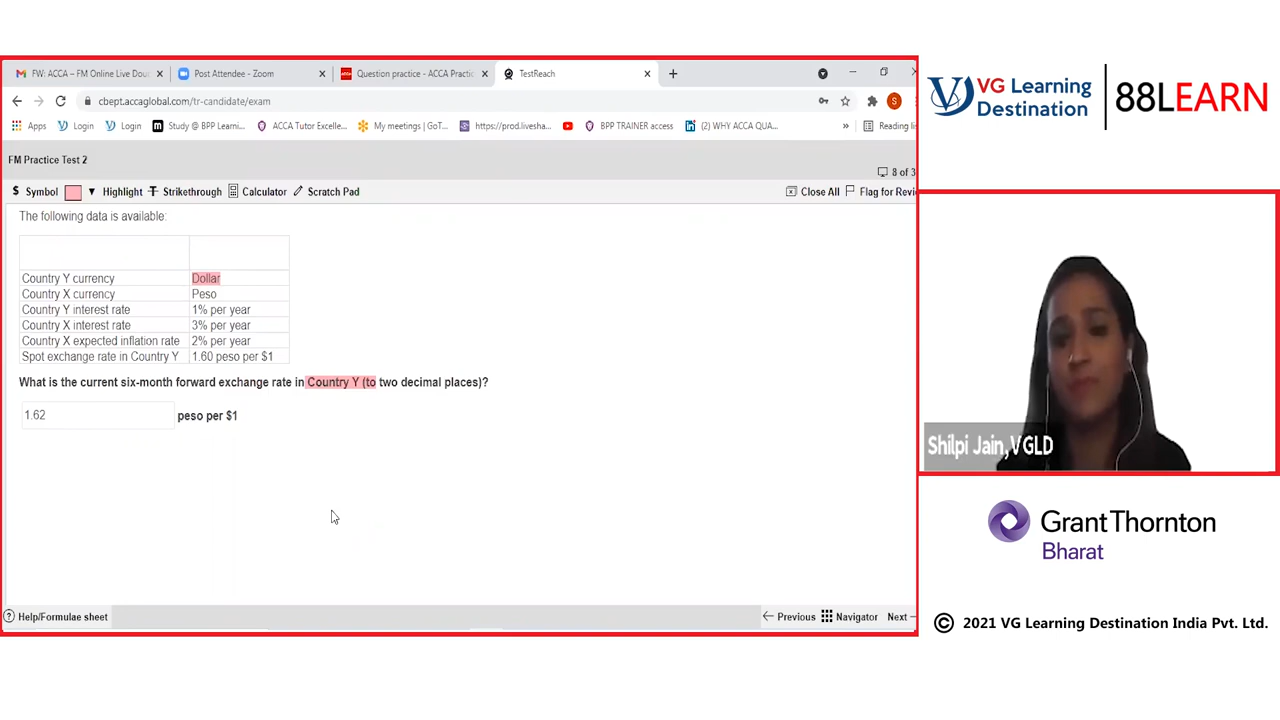 FW: ACCA – FM Online Live Dou
Post Attendee - Zoom
Question practice - ACCA Practic
TestReach
cbept.accaglobal.com/tr-candidate/exam
Apps
Login
Login
Study @ BPP Learni...
ACCA Tutor Excelle...
My meetings | GoT...
https://prod.livesha...
BPP TRAINER access
(2) WHY ACCA QUA...
»
Reading lis
FM Practice Test 2
8 of 3
$ Symbol
Highlight
Strikethrough
Calculator
Scratch Pad
Close All
Flag for Revie
The following data is available:
Country Y currency Dollar
Country X currency Peso
Country Y interest rate 1% per year
Country X interest rate 3% per year
Country X expected inflation rate 2% per year
Spot exchange rate in Country Y 1.60 peso per $1
What is the current six-month forward exchange rate in Country Y (to two decimal places)?
1.62 peso per $1
Help/Formulae sheet
Previous
Navigator
Next
VG Learning
Destination
88LEARN
Shilpi Jain,VGLD
Grant Thornton
Bharat
© 2021 VG Learning Destination India Pvt. Ltd.